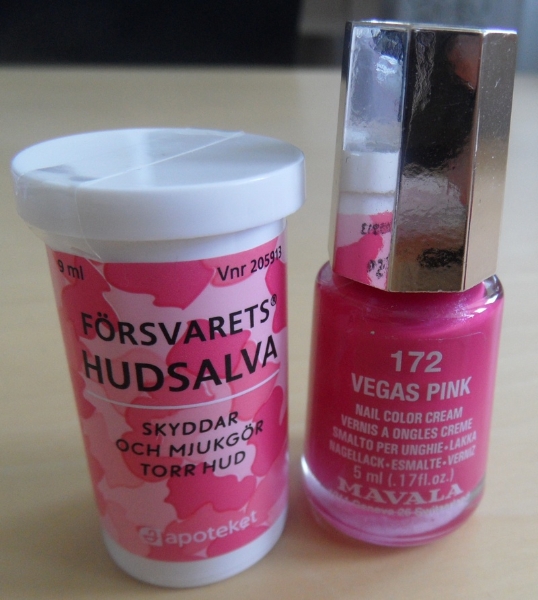 9 ml
Vnr 205913
FÖRSVARETS®
HUDSALVA
SKYDDAR
OCH MJUKGÖR
TORR HUD
apoteket
172
VEGAS PINK
NAIL COLOR CREAM
VERNIS A ONGLES CREME
SMALTO PER UNGHIE•LAKKA
NAGELLACK•ESMALTE•VERNIZ
5 ml (.17fl.oz.)
MAVALA